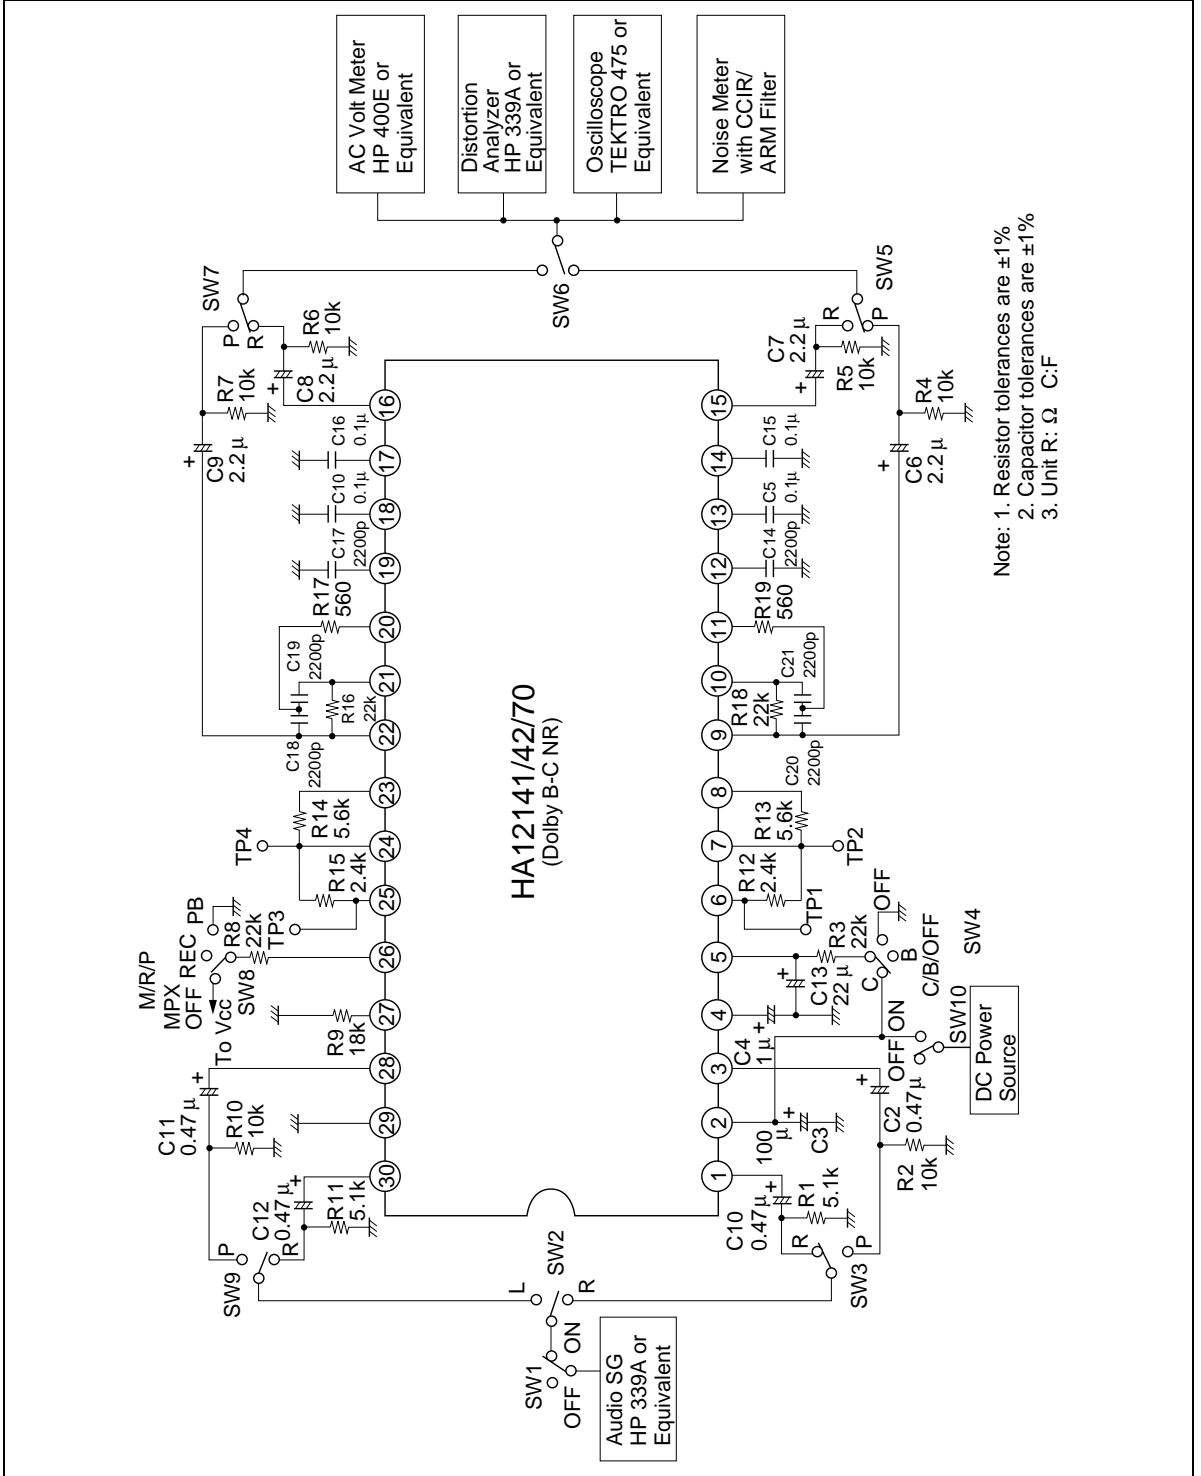 AC Volt Meter
HP 400E or
Equivalent
Distortion
Analyzer
HP 339A or
Equivalent
Oscilloscope
TEKTRO 475 or
Equivalent
Noise Meter
with CCIR/
ARM Filter
SW7
P
R
SW6
SW5
R
P
R6
10k
R7
10k
C8
2.2 µ
+
C9
2.2 µ
+
C7
2.2 µ
+
R5
10k
R4
10k
C6
2.2 µ
+
16
17
18
19
20
21
22
23
24
25
26
27
28
29
30
C16
0.1µ
C10
0.1µ
C17
2200p
R17
560
C19
2200p
R16
22k
C18
2200p
R14
5.6k
TP4
R15
2.4k
TP3
M/R/P
MPX
OFF
REC
PB
R8
22k
SW8
To Vcc
R9
18k
C11
0.47 µ
+
R10
10k
C12
0.47 µ
+
R11
5.1k
SW9
P
R
HA12141/42/70
(Dolby B-C NR)
15
14
13
12
11
10
9
8
7
6
5
4
3
2
1
C15
0.1µ
C5
0.1µ
C14
2200p
R19
560
C21
2200p
R18
22k
C20
2200p
R13
5.6k
TP2
R12
2.4k
TP1
R3
22k
OFF
B
C
C/B/OFF
SW4
C13
22 µ
+
C4
1 µ
+
OFF
ON
SW10
DC Power
Source
C2
0.47 µ
+
R2
10k
100
µ
+
C3
C10
0.47 µ
+
R1
5.1k
R
P
SW3
SW2
L
R
SW1
ON
OFF
Audio SG
HP 339A or
Equivalent
Note: 1. Resistor tolerances are ±1%
2. Capacitor tolerances are ±1%
3. Unit R: Ω C:F